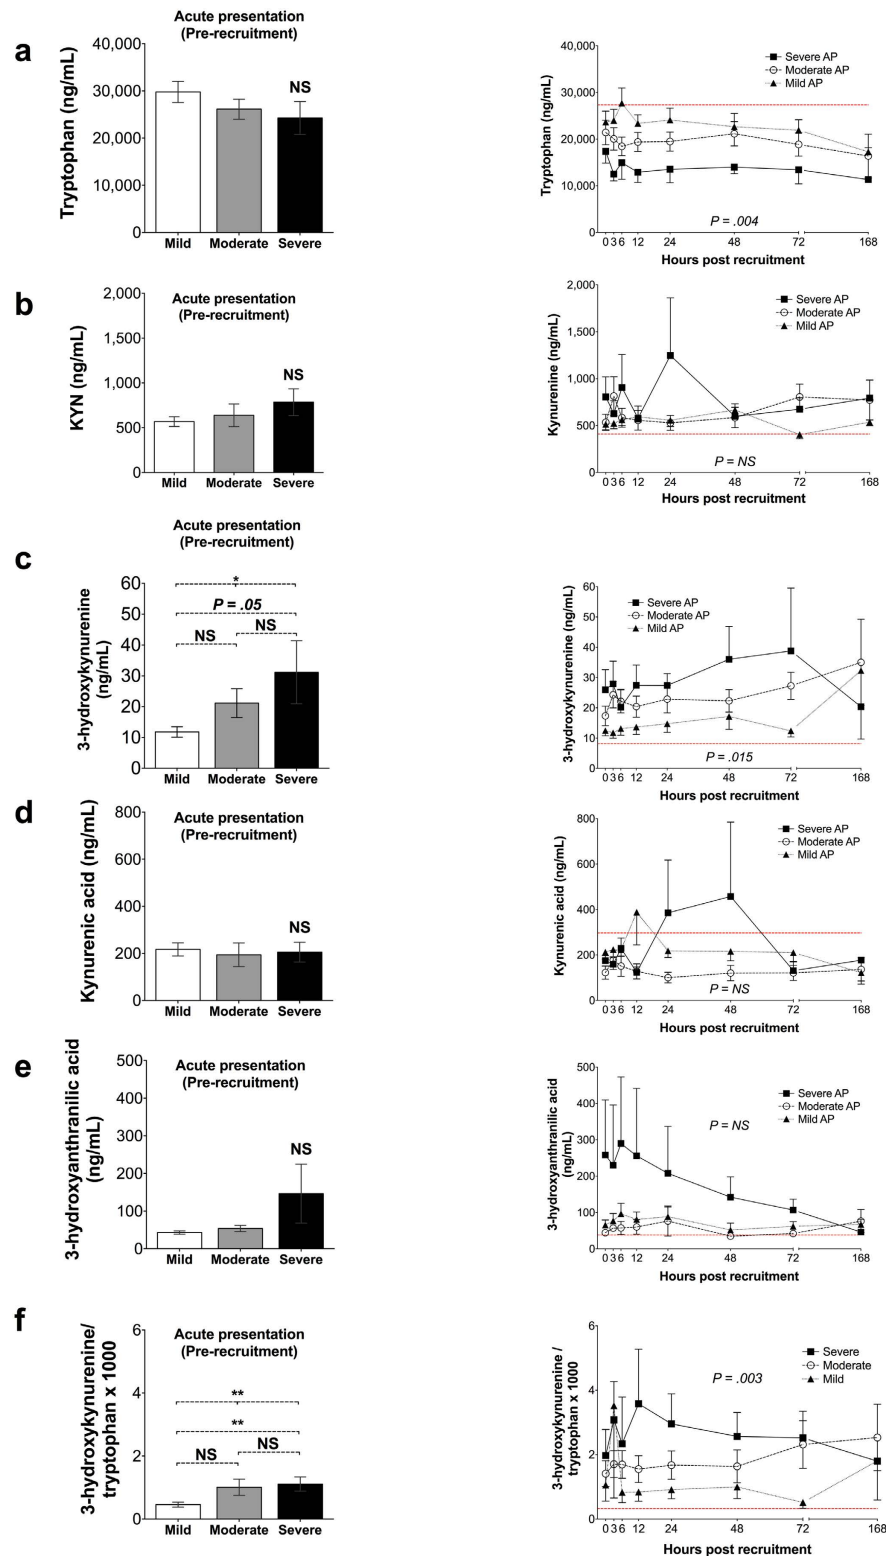 a
Acute presentation
(Pre-recruitment)
Tryptophan (ng/mL)
40,000
30,000
20,000
10,000
0
NS
Mild Moderate Severe
Tryptophan (ng/mL)
40,000
30,000
20,000
10,000
0
Severe AP
Moderate AP
Mild AP
P = .004
0 3 6 12 24 48 72 168
Hours post recruitment
b
Acute presentation
(Pre-recruitment)
KYN (ng/mL)
2,000
1,500
1,000
500
0
NS
Mild Moderate Severe
Kynurenine (ng/mL)
2,000
1,500
1,000
500
0
Severe AP
Moderate AP
Mild AP
P = NS
0 3 6 12 24 48 72 168
Hours post recruitment
c
Acute presentation
(Pre-recruitment)
3-hydroxykynurenine
(ng/mL)
60
50
40
30
20
10
0
*
P = .05
NS
NS
Mild Moderate Severe
3-hydroxykynurenine (ng/mL)
60
50
40
30
20
10
0
Severe AP
Moderate AP
Mild AP
P = .015
0 3 6 12 24 48 72 168
Hours post recruitment
d
Acute presentation
(Pre-recruitment)
Kynurenic acid (ng/mL)
800
600
400
200
0
NS
Mild Moderate Severe
Kynurenic acid (ng/mL)
800
600
400
200
0
Severe AP
Moderate AP
Mild AP
P = NS
0 3 6 12 24 48 72 168
Hours post recruitment
e
Acute presentation
(Pre-recruitment)
3-hydroxyanthranilic acid
(ng/mL)
500
400
300
200
100
0
NS
Mild Moderate Severe
3-hydroxyanthranilic acid
(ng/mL)
500
400
300
200
100
0
Severe AP
Moderate AP
Mild AP
P = NS
0 3 6 12 24 48 72 168
Hours post recruitment
f
Acute presentation
(Pre-recruitment)
3-hydroxykynurenine/
tryptophan x 1000
6
4
2
0
**
**
NS
NS
Mild Moderate Severe
3-hydroxykynurenine /
tryptophan x 1000
6
4
2
0
Severe
Moderate
Mild
P = .003
0 3 6 12 24 48 72 168
Hours post recruitment